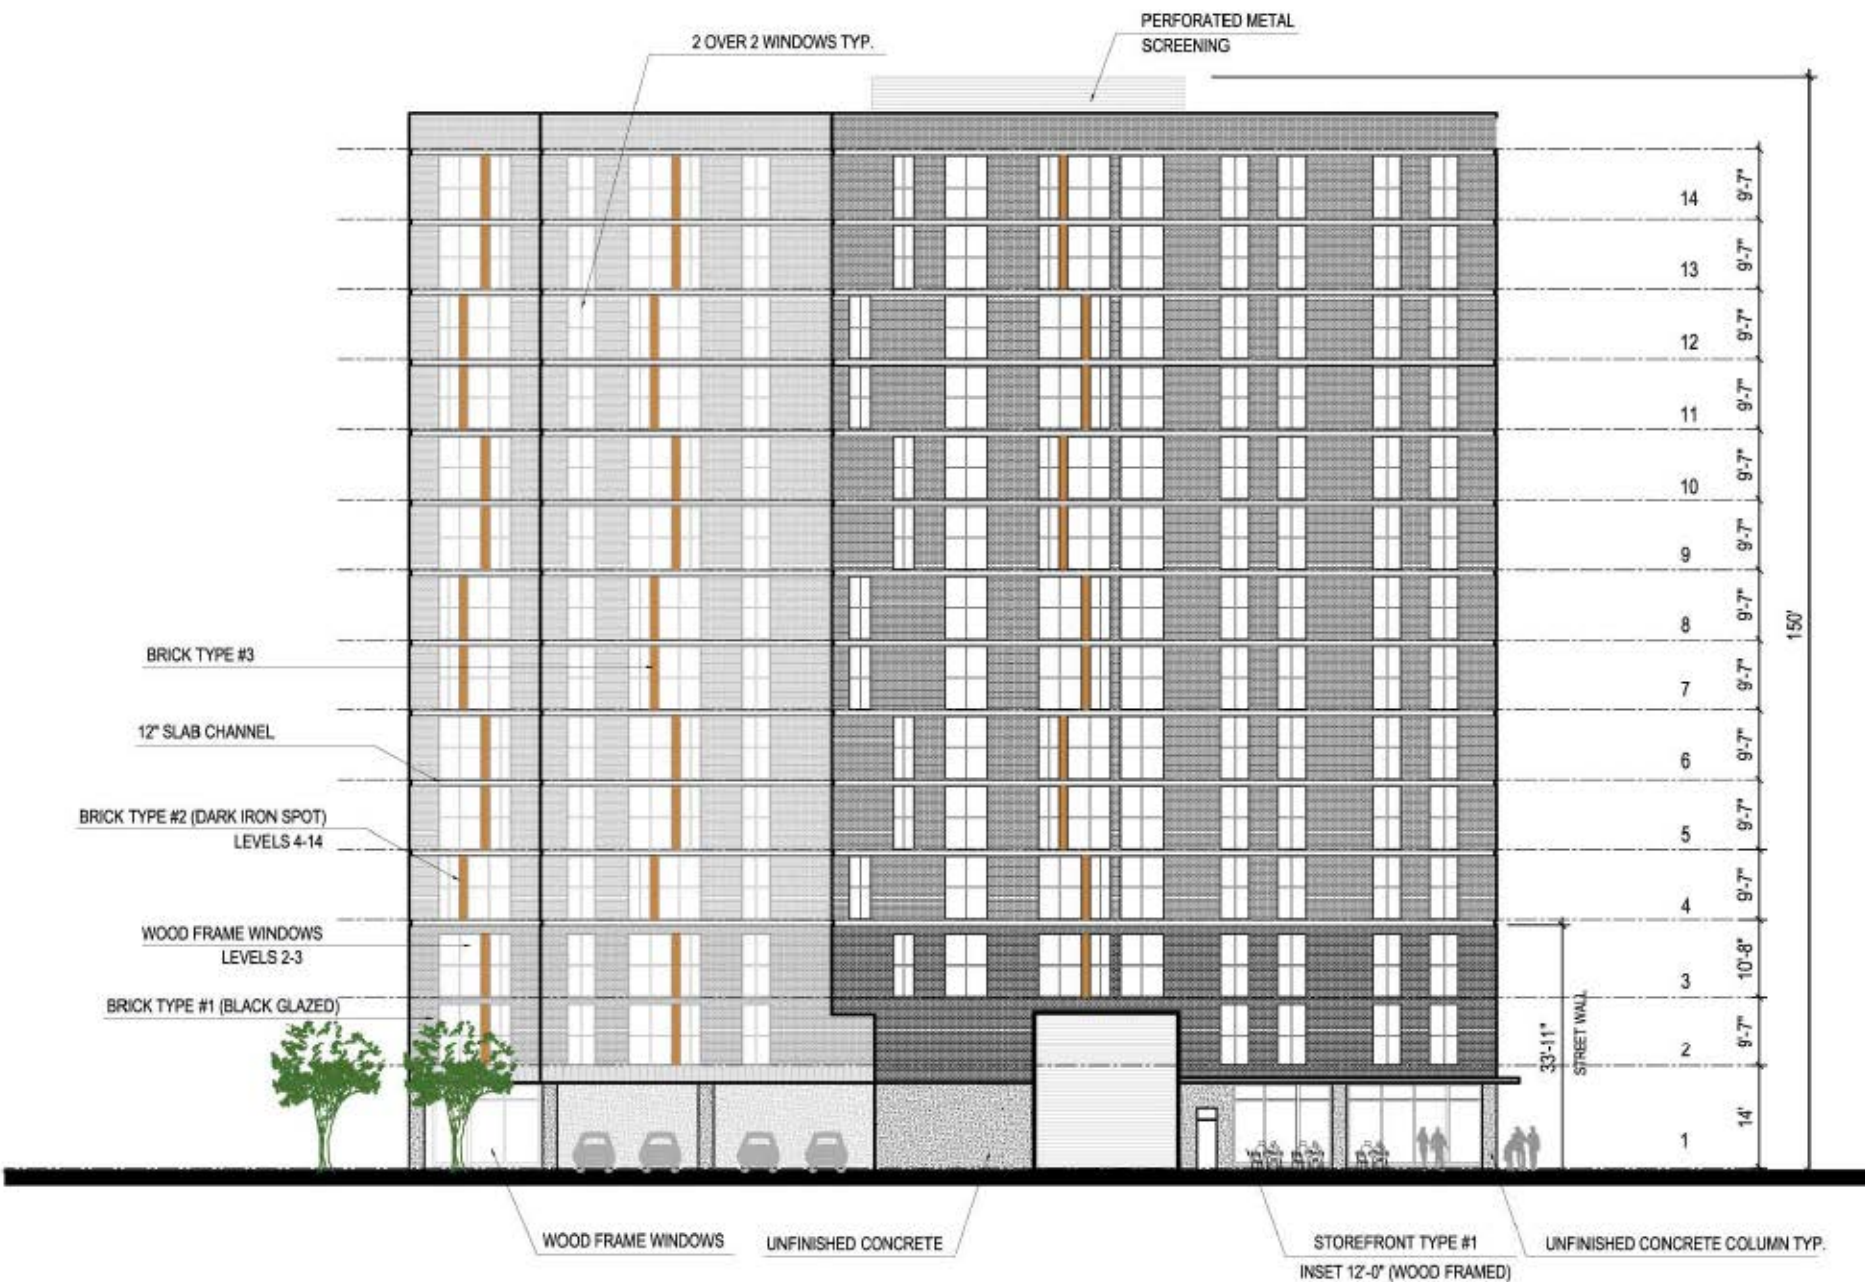 PERFORATED METAL
SCREENING
2 OVER 2 WINDOWS TYP.
14
9'-7"
13
9'-7"
12
9'-7"
11
9'-7"
10
9'-7"
9
9'-7"
8
9'-7"
150'
BRICK TYPE #3
7
9'-7"
12" SLAB CHANNEL
6
9'-7"
BRICK TYPE #2 (DARK IRON SPOT)
LEVELS 4-14
5
9'-7"
4
9'-7"
WOOD FRAME WINDOWS
LEVELS 2-3
3
10'-8"
BRICK TYPE #1 (BLACK GLAZED)
33'-11"
STREET WALL
2
9'-7"
1
14'
WOOD FRAME WINDOWS
UNFINISHED CONCRETE
STOREFRONT TYPE #1
INSET 12'-0" (WOOD FRAMED)
UNFINISHED CONCRETE COLUMN TYP.